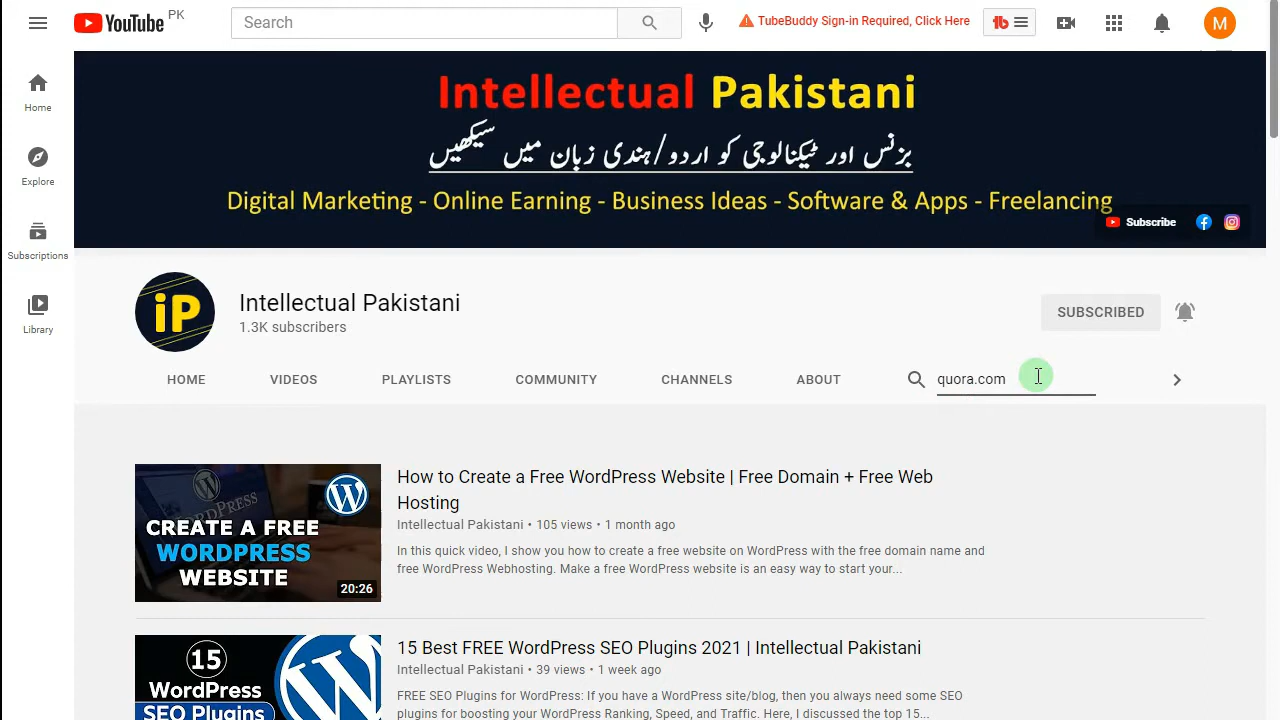 YouTube PK
Search
TubeBuddy Sign-in Required, Click Here
tb
M
Home
Explore
Subscriptions
Library
Intellectual Pakistani
بزنس اور ٹیکنالوجی کو اردو/ہندی زبان میں سیکھیں
Digital Marketing - Online Earning - Business Ideas - Software & Apps - Freelancing
Subscribe
iP
Intellectual Pakistani
1.3K subscribers
SUBSCRIBED
HOME VIDEOS PLAYLISTS COMMUNITY CHANNELS ABOUT quora.com
CREATE A FREE
WORDPRESS
WEBSITE
20:26
How to Create a Free WordPress Website | Free Domain + Free Web
Hosting
Intellectual Pakistani • 105 views • 1 month ago
In this quick video, I show you how to create a free website on WordPress with the free domain name and
free WordPress Webhosting. Make a free WordPress website is an easy way to start your...
15
WordPress
SEO Plugins
15 Best FREE WordPress SEO Plugins 2021 | Intellectual Pakistani
Intellectual Pakistani • 39 views • 1 week ago
FREE SEO Plugins for WordPress: If you have a WordPress site/blog, then you always need some SEO
plugins for boosting your WordPress Ranking, Speed, and Traffic. Here, I discussed the top 15...